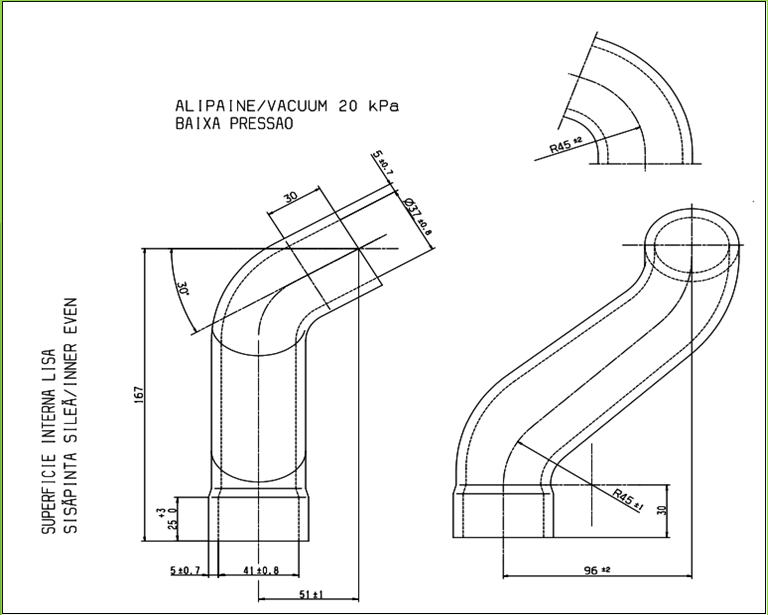 ALIPAINE/VACUUM 20 kPa
BAIXA PRESSAO
R45 ±2
5±0.7
30
Ø37±0.8
30°
167
SUPERFICIE INTERNA LISA
SISÄPINTA SILEÄ/INNER EVEN
+3
25 0
5±0.7
41±0.8
51±1
R45±1
30
96 ±2